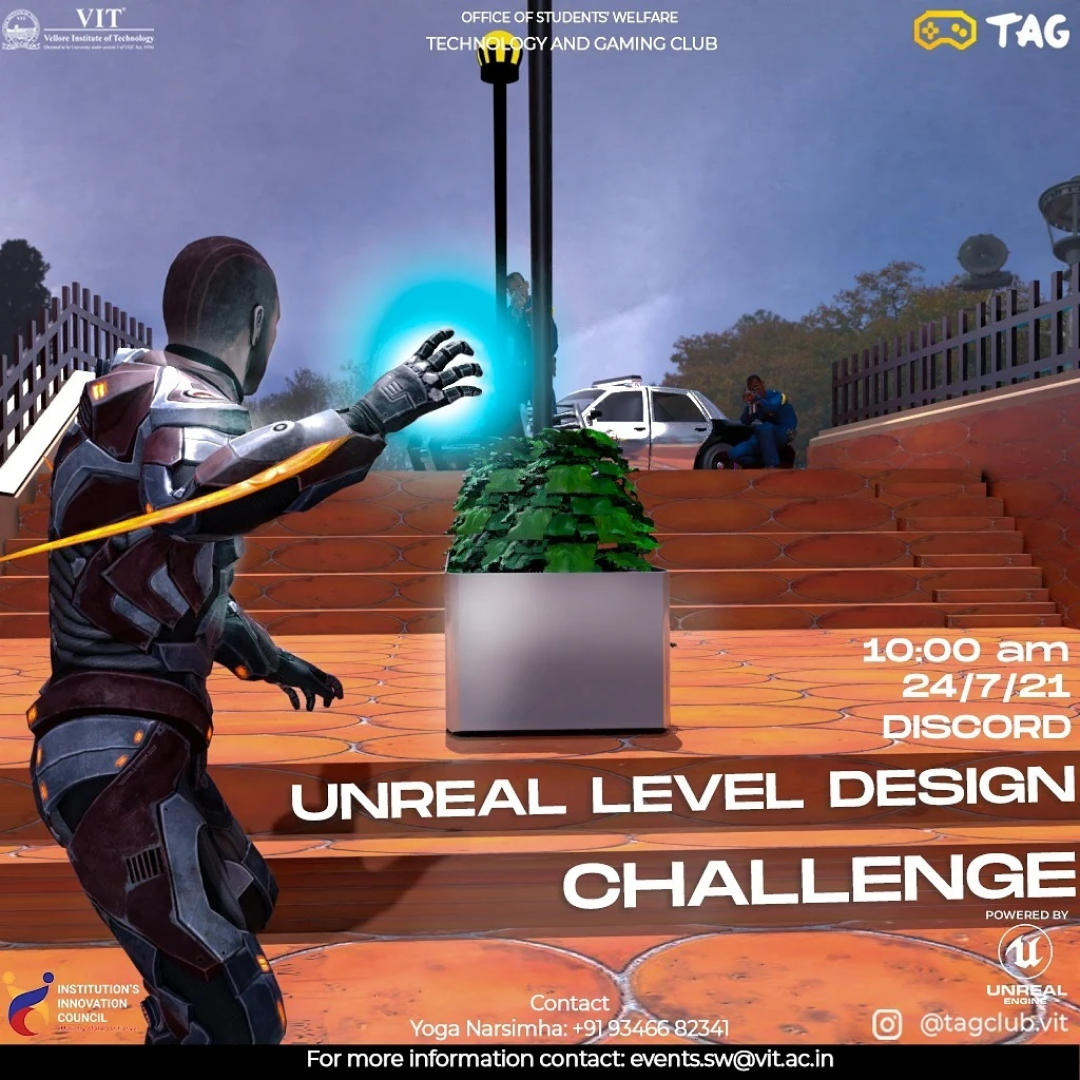 VIT
Vellore Institute of Technology
OFFICE OF STUDENTS' WELFARE
TECHNOLOGY AND GAMING CLUB
TAG
10:00 am
24/7/21
DISCORD
UNREAL LEVEL DESIGN
CHALLENGE
POWERED BY
UNREAL
ENGINE
INSTITUTION'S
INNOVATION
COUNCIL
Contact
Yoga Narsimha: +91 93466 82341
@tagclub.vit
For more information contact: events.sw@vit.ac.in